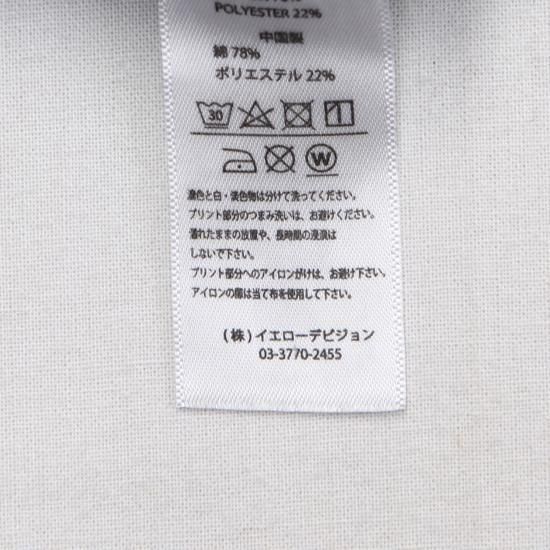 POLYESTER 22%
中国製
綿 78%
ポリエステル 22%
30
W
濃色と白・淡色物は分けて洗ってください。
プリント部分のつまみ洗いは、お避けください。
濡れたままの放置や、長時間の浸漬は
しないで下さい。
プリント部分へのアイロンがけは、お避け下さい。
アイロンの際は当て布を使用して下さい。
(株)イエローデビジョン
03-3770-2455